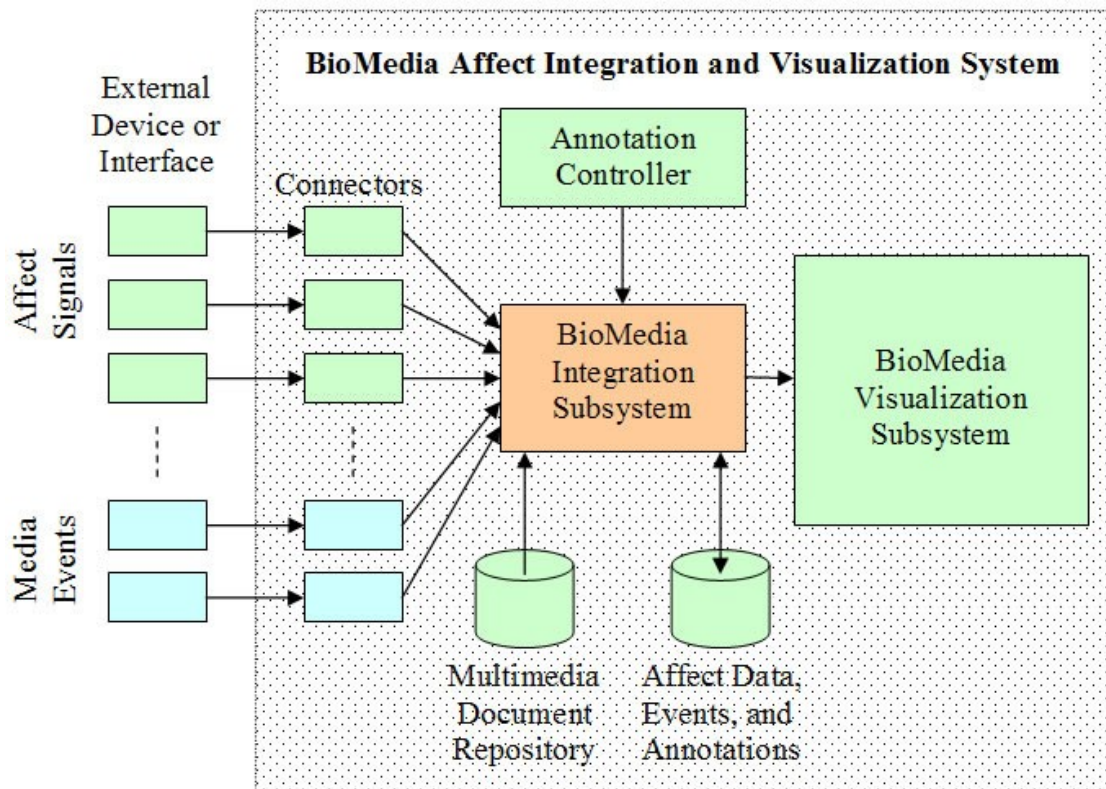 BioMedia Affect Integration and Visualization System
External
Device or
Interface
Connectors
Annotation
Controller
Affect
Signals
BioMedia
Integration
Subsystem
BioMedia
Visualization
Subsystem
Media
Events
Multimedia
Document
Repository
Affect Data,
Events, and
Annotations